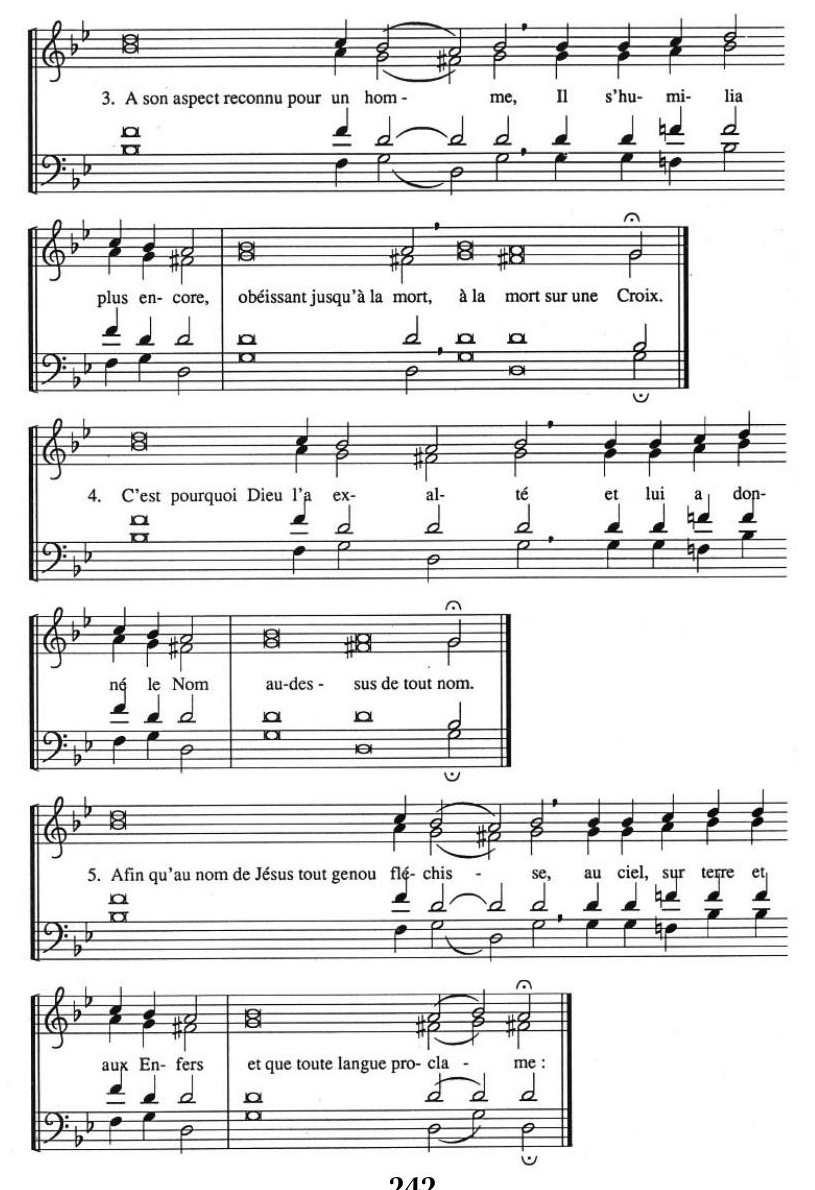 3. A son aspect reconnu pour un hom - me, Il s'hu- mi- lia
plus en- core, obéissant jusqu'à la mort, à la mort sur une Croix.
4. C'est pourquoi Dieu l'a ex- al- té et lui a don-
né le Nom au-des - sus de tout nom.
5. Afin qu'au nom de Jésus tout genou flé- chis - se, au ciel, sur terre et
aux En- fers et que toute langue pro- cla - me :
242